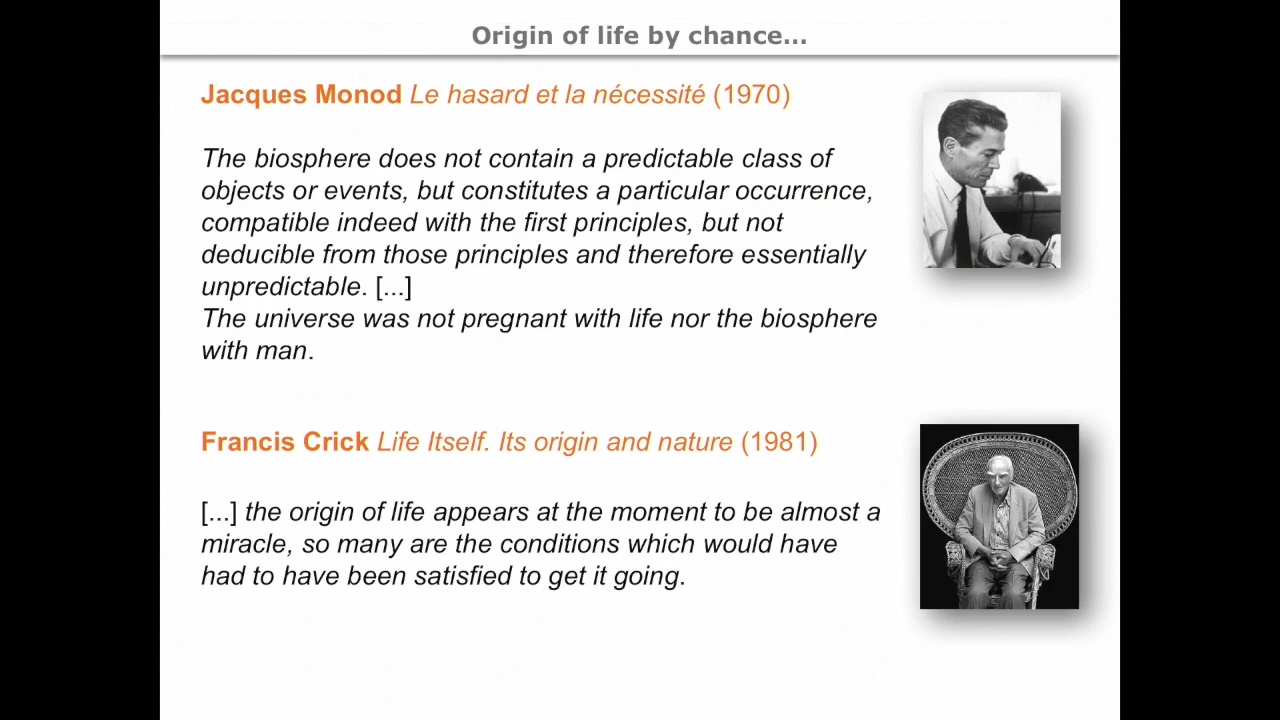 Origin of life by chance...
Jacques Monod Le hasard et la nécessité (1970)
The biosphere does not contain a predictable class of
objects or events, but constitutes a particular occurrence,
compatible indeed with the first principles, but not
deducible from those principles and therefore essentially
unpredictable. [...]
The universe was not pregnant with life nor the biosphere
with man.
Francis Crick Life Itself. Its origin and nature (1981)
[...] the origin of life appears at the moment to be almost a
miracle, so many are the conditions which would have
had to have been satisfied to get it going.